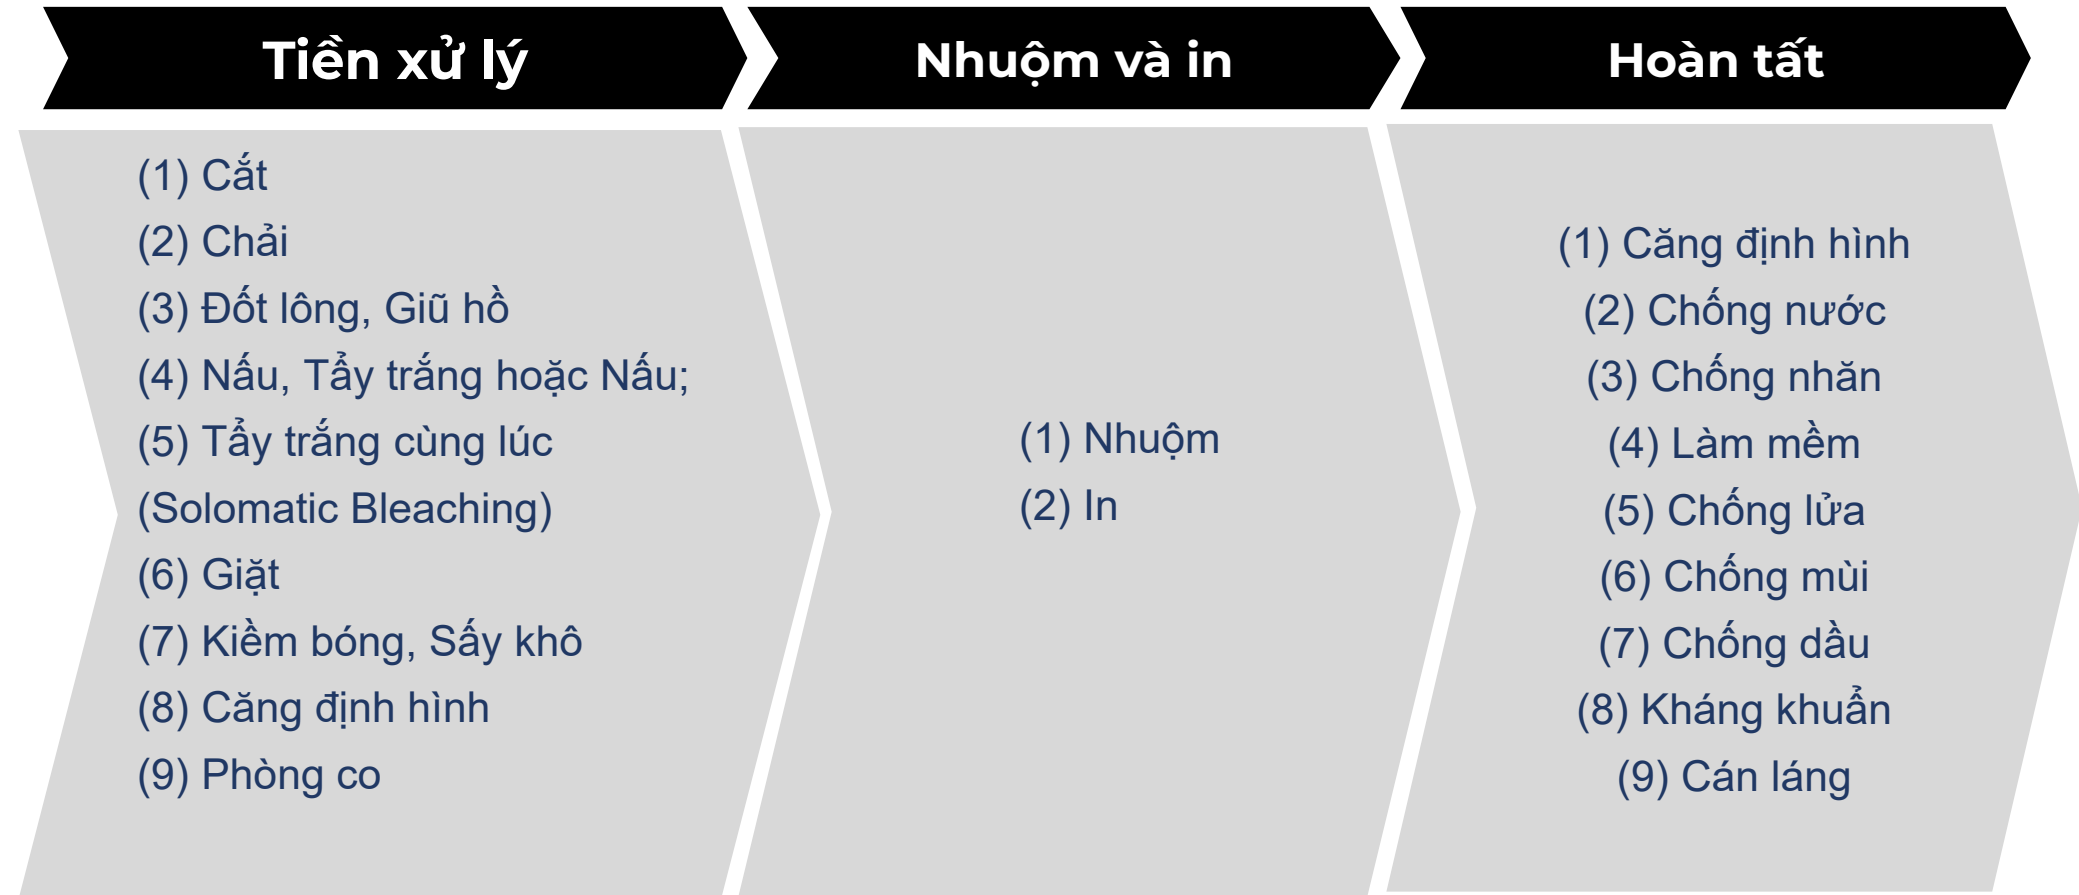 Tiền xử lý
(1) Cắt
(2) Chải
(3) Đốt lông, Giũ hồ
(4) Nấu, Tẩy trắng hoặc Nấu;
(5) Tẩy trắng cùng lúc
(Solomatic Bleaching)
(6) Giặt
(7) Kiềm bóng, Sấy khô
(8) Căng định hình
(9) Phòng co
Nhuộm và in
(1) Nhuộm
(2) In
Hoàn tất
(1) Căng định hình
(2) Chống nước
(3) Chống nhăn
(4) Làm mềm
(5) Chống lửa
(6) Chống mùi
(7) Chống dầu
(8) Kháng khuẩn
(9) Cán láng